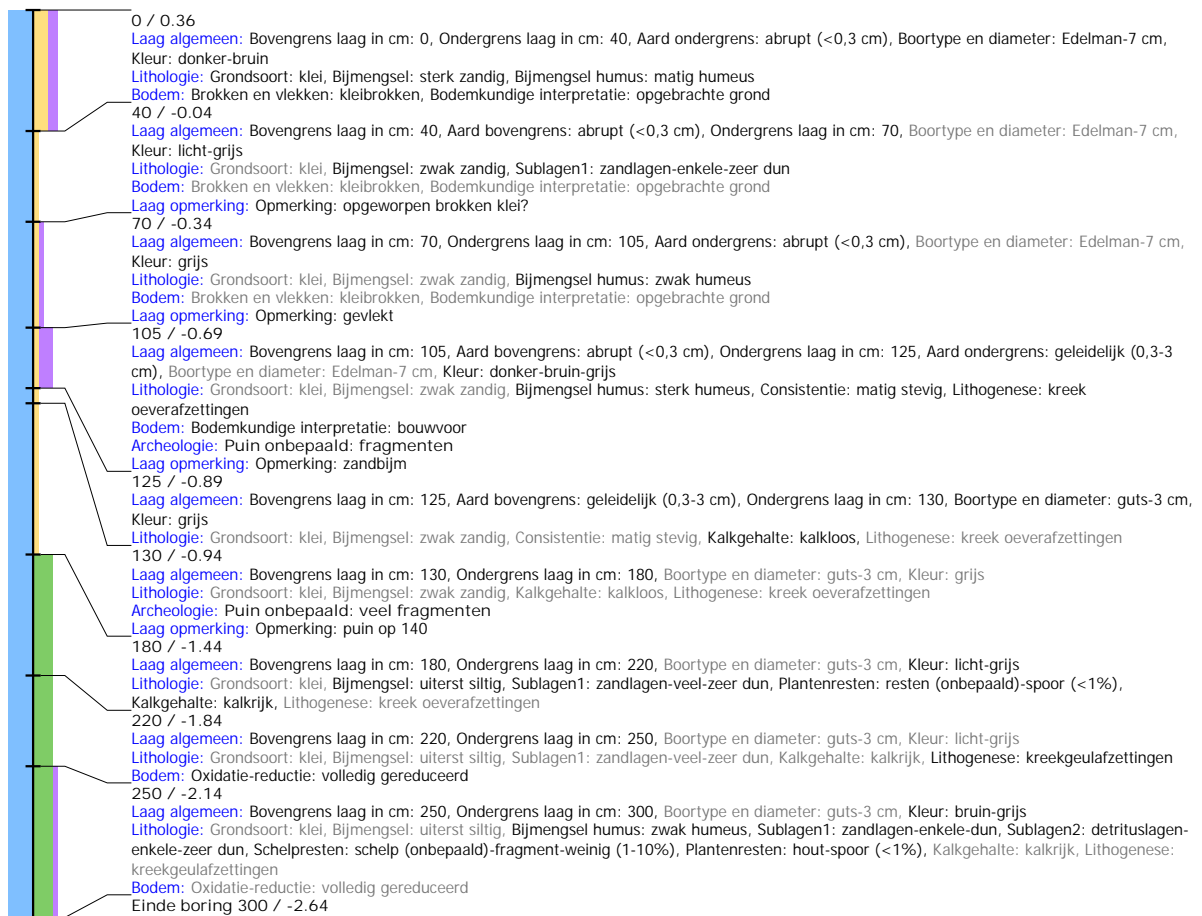 0 / 0.36
Laag algemeen: Bovengrens laag in cm: 0, Ondergrens laag in cm: 40, Aard ondergrens: abrupt (<0,3 cm), Boortype en diameter: Edelman-7 cm,
Kleur: donker-bruin
Lithologie: Grondsoort: klei, Bijmengsel: sterk zandig, Bijmengsel humus: matig humeus
Bodem: Brokken en vlekken: kleibrokken, Bodemkundige interpretatie: opgebrachte grond
40 / -0.04
Laag algemeen: Bovengrens laag in cm: 40, Aard bovengrens: abrupt (<0,3 cm), Ondergrens laag in cm: 70, Boortype en diameter: Edelman-7 cm,
Kleur: licht-grijs
Lithologie: Grondsoort: klei, Bijmengsel: zwak zandig, Sublagen1: zandlagen-enkele-zeer dun
Bodem: Brokken en vlekken: kleibrokken, Bodemkundige interpretatie: opgebrachte grond
Laag opmerking: Opmerking: opgeworpen brokken klei?
70 / -0.34
Laag algemeen: Bovengrens laag in cm: 70, Ondergrens laag in cm: 105, Aard ondergrens: abrupt (<0,3 cm), Boortype en diameter: Edelman-7 cm,
Kleur: grijs
Lithologie: Grondsoort: klei, Bijmengsel: zwak zandig, Bijmengsel humus: zwak humeus
Bodem: Brokken en vlekken: kleibrokken, Bodemkundige interpretatie: opgebrachte grond
Laag opmerking: Opmerking: gevlekt
105 / -0.69
Laag algemeen: Bovengrens laag in cm: 105, Aard bovengrens: abrupt (<0,3 cm), Ondergrens laag in cm: 125, Aard ondergrens: geleidelijk (0,3-3
cm), Boortype en diameter: Edelman-7 cm, Kleur: donker-bruin-grijs
Lithologie: Grondsoort: klei, Bijmengsel: zwak zandig, Bijmengsel humus: sterk humeus, Consistentie: matig stevig, Lithogenese: kreek
oeverafzettingen
Bodem: Bodemkundige interpretatie: bouwvoor
Archeologie: Puin onbepaald: fragmenten
Laag opmerking: Opmerking: zandbijm
125 / -0.89
Laag algemeen: Bovengrens laag in cm: 125, Aard bovengrens: geleidelijk (0,3-3 cm), Ondergrens laag in cm: 130, Boortype en diameter: guts-3 cm,
Kleur: grijs
Lithologie: Grondsoort: klei, Bijmengsel: zwak zandig, Consistentie: matig stevig, Kalkgehalte: kalkloos, Lithogenese: kreek oeverafzettingen
130 / -0.94
Laag algemeen: Bovengrens laag in cm: 130, Ondergrens laag in cm: 180, Boortype en diameter: guts-3 cm, Kleur: grijs
Lithologie: Grondsoort: klei, Bijmengsel: zwak zandig, Kalkgehalte: kalkloos, Lithogenese: kreek oeverafzettingen
Archeologie: Puin onbepaald: veel fragmenten
Laag opmerking: Opmerking: puin op 140
180 / -1.44
Laag algemeen: Bovengrens laag in cm: 180, Ondergrens laag in cm: 220, Boortype en diameter: guts-3 cm, Kleur: licht-grijs
Lithologie: Grondsoort: klei, Bijmengsel: uiterst siltig, Sublagen1: zandlagen-veel-zeer dun, Plantenresten: resten (onbepaald)-spoor (<1%),
Kalkgehalte: kalkrijk, Lithogenese: kreek oeverafzettingen
220 / -1.84
Laag algemeen: Bovengrens laag in cm: 220, Ondergrens laag in cm: 250, Boortype en diameter: guts-3 cm, Kleur: licht-grijs
Lithologie: Grondsoort: klei, Bijmengsel: uiterst siltig, Sublagen1: zandlagen-veel-zeer dun, Kalkgehalte: kalkrijk, Lithogenese: kreekgeulafzettingen
Bodem: Oxidatie-reductie: volledig gereduceerd
250 / -2.14
Laag algemeen: Bovengrens laag in cm: 250, Ondergrens laag in cm: 300, Boortype en diameter: guts-3 cm, Kleur: bruin-grijs
Lithologie: Grondsoort: klei, Bijmengsel: uiterst siltig, Bijmengsel humus: zwak humeus, Sublagen1: zandlagen-enkele-dun, Sublagen2: detrituslagen-
enkele-zeer dun, Schelpresten: schelp (onbepaald)-fragment-weinig (1-10%), Plantenresten: hout-spoor (<1%), Kalkgehalte: kalkrijk, Lithogenese:
kreekgeulafzettingen
Bodem: Oxidatie-reductie: volledig gereduceerd
Einde boring 300 / -2.64